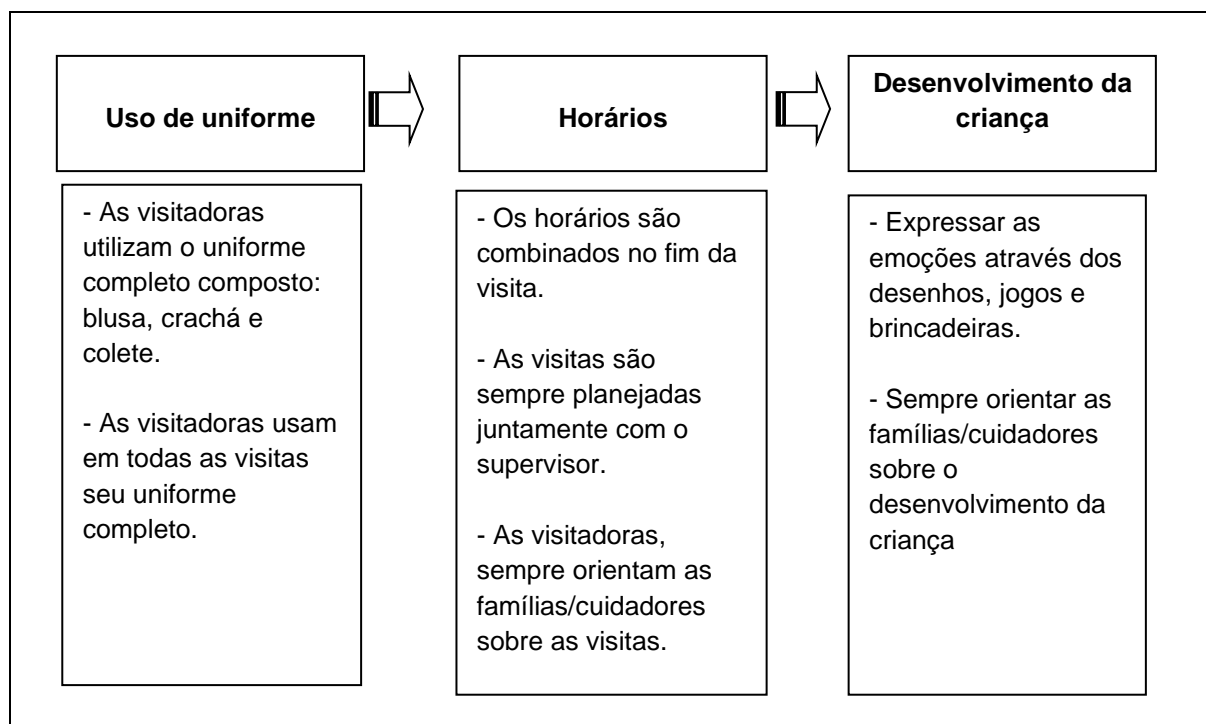 Uso de uniforme
- As visitadoras
utilizam o uniforme
completo composto:
blusa, crachá e
colete.
- As visitadoras usam
em todas as visitas
seu uniforme
completo.
Horários
- Os horários são
combinados no fim da
visita.
- As visitas são
sempre planejadas
juntamente com o
supervisor.
- As visitadoras,
sempre orientam as
famílias/cuidadores
sobre as visitas.
Desenvolvimento da
criança
- Expressar as
emoções através dos
desenhos, jogos e
brincadeiras.
- Sempre orientar as
famílias/cuidadores
sobre o
desenvolvimento da
criança